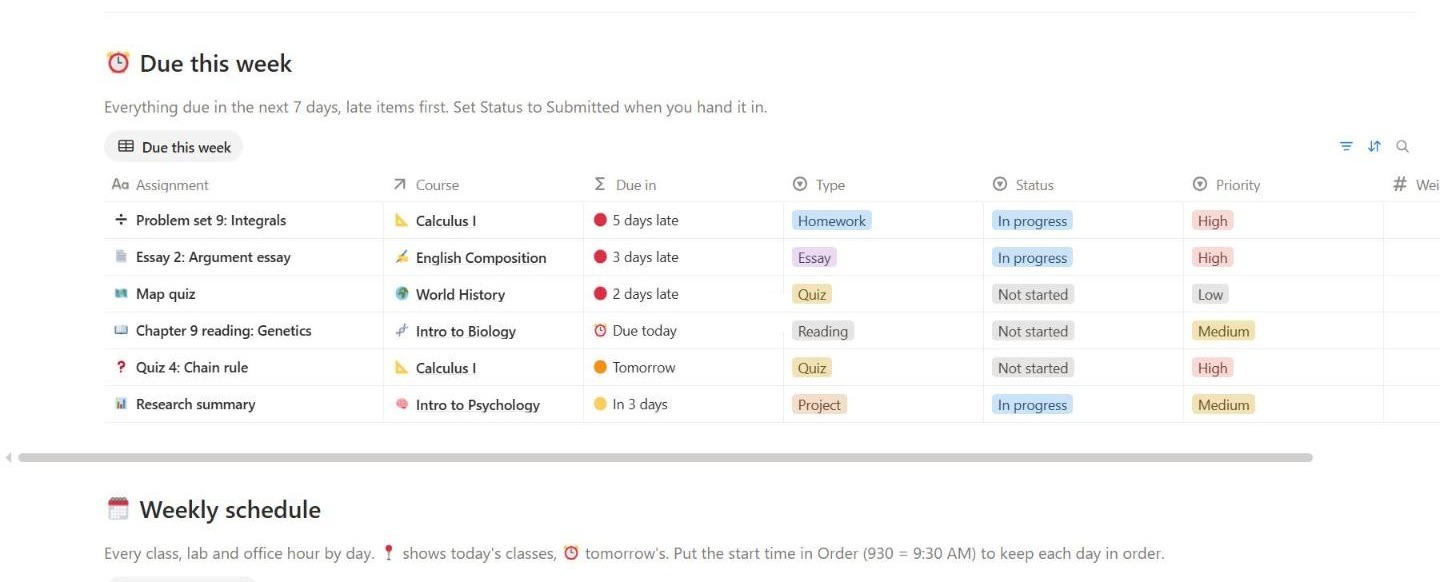 Due this week
Everything due in the next 7 days, late items first. Set Status to Submitted when you hand it in.
Due this week
Aa Assignment Course Σ Due in Type Status Priority # Wei
Problem set 9: Integrals Calculus I 5 days late Homework In progress High
Essay 2: Argument essay English Composition 3 days late Essay In progress High
Map quiz World History 2 days late Quiz Not started Low
Chapter 9 reading: Genetics Intro to Biology Due today Reading Not started Medium
Quiz 4: Chain rule Calculus I Tomorrow Quiz Not started High
Research summary Intro to Psychology In 3 days Project In progress Medium
Weekly schedule
Every class, lab and office hour by day. 📍 shows today's classes, ⏰ tomorrow's. Put the start time in Order (930 = 9:30 AM) to keep each day in order.